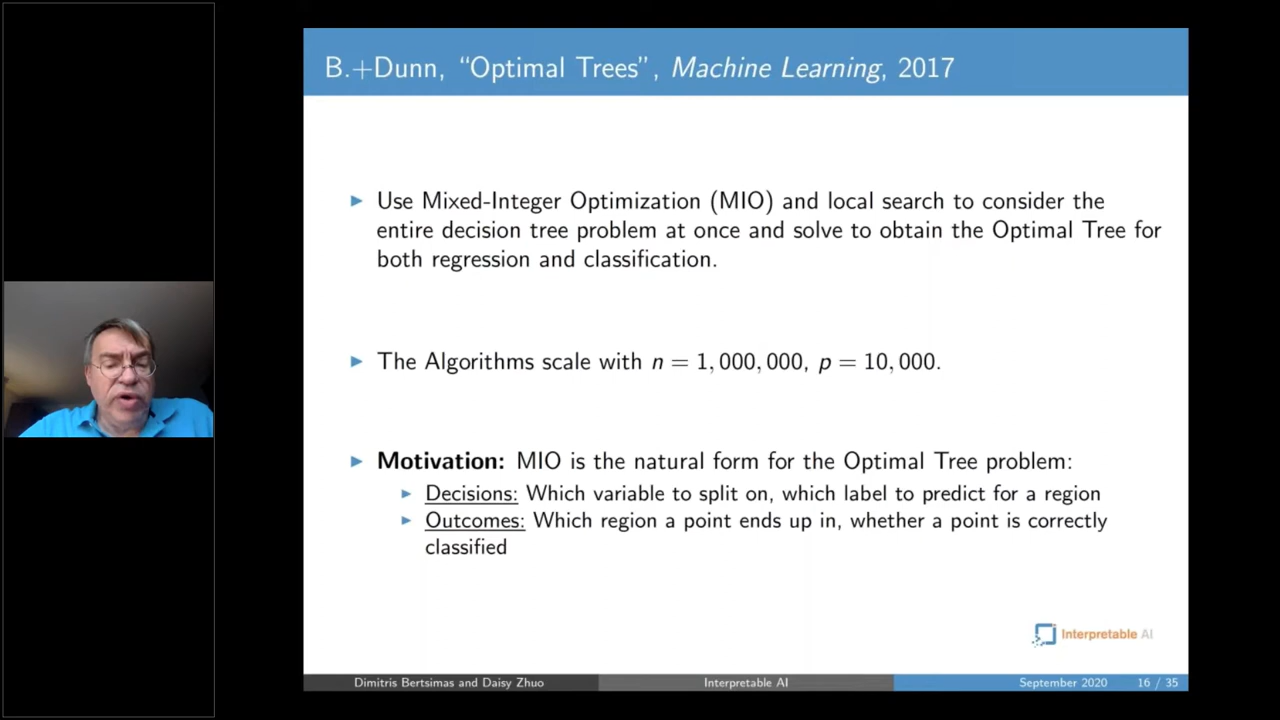 B.+Dunn, “Optimal Trees”, Machine Learning, 2017
▶ Use Mixed-Integer Optimization (MIO) and local search to consider the
entire decision tree problem at once and solve to obtain the Optimal Tree for
both regression and classification.
▶ The Algorithms scale with n = 1,000,000, p = 10,000.
▶ Motivation: MIO is the natural form for the Optimal Tree problem:
▶ Decisions: Which variable to split on, which label to predict for a region
▶ Outcomes: Which region a point ends up in, whether a point is correctly
classified
Interpretable AI
Dimitris Bertsimas and Daisy Zhuo Interpretable AI September 2020 16 / 35